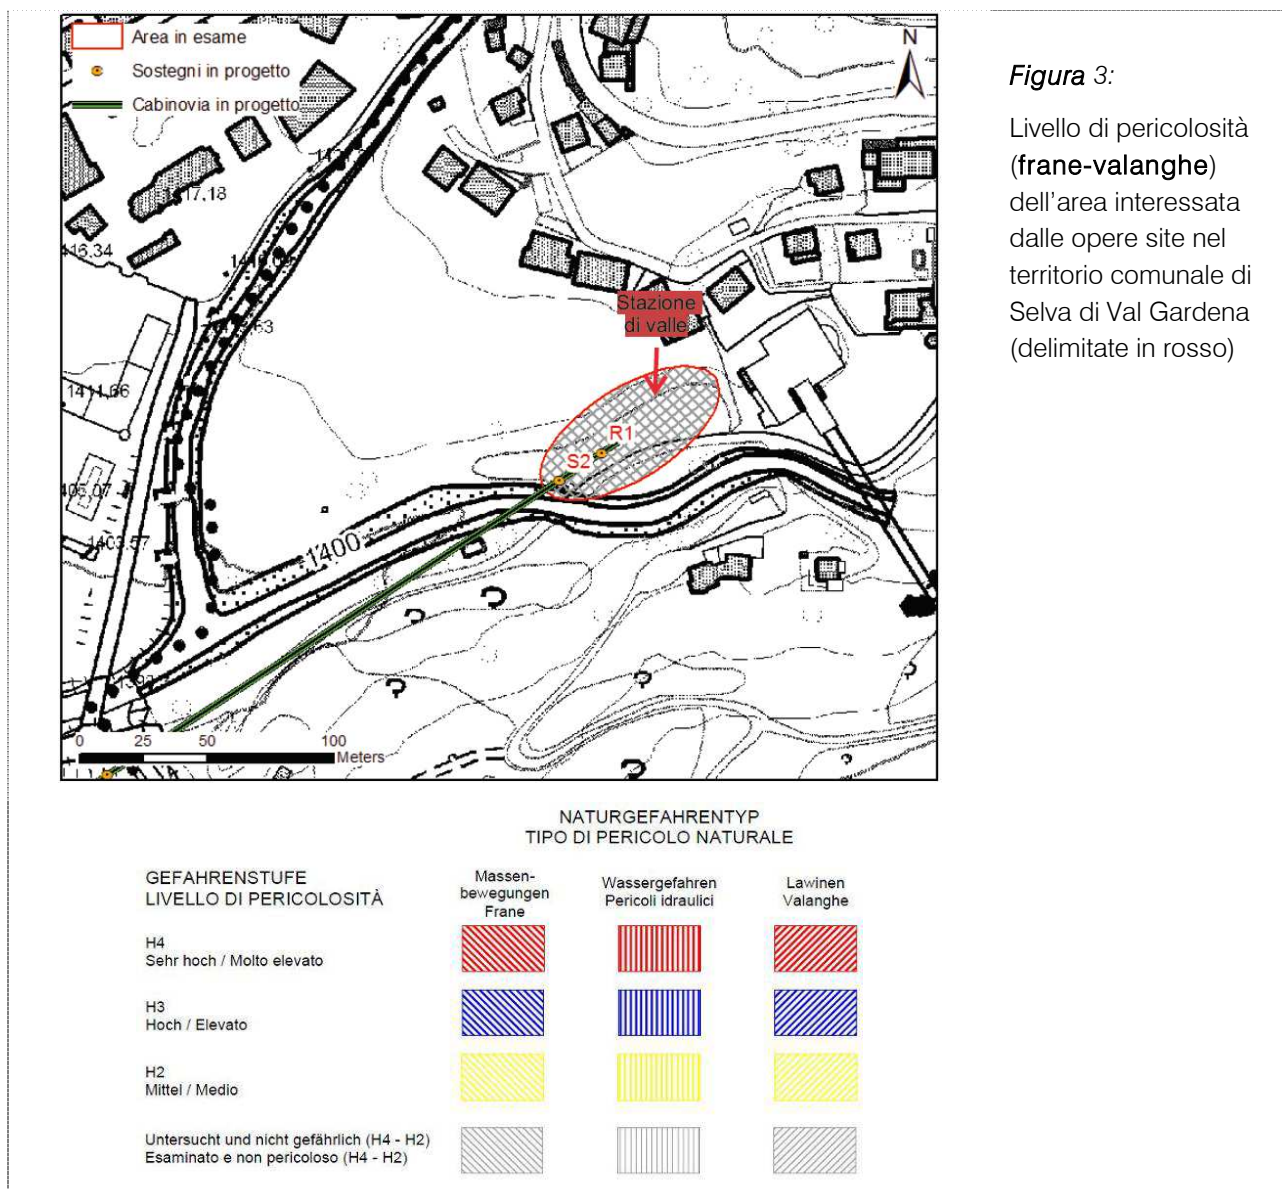 Area in esame
Sostegni in progetto
Cabinovia in progetto
N
Stazione
di valle
R1
S2
1400
1411.66
1403.57
0 25 50 100
Meters
Figura 3:
Livello di pericolosità
(frane-valanghe)
dell'area interessata
dalle opere site nel
territorio comunale di
Selva di Val Gardena
(delimitate in rosso)
NATURGEFAHRENTYP
TIPO DI PERICOLO NATURALE
GEFAHRENSTUFE
LIVELLO DI PERICOLOSITÀ
Massen-
bewegungen
Frane
Wassergefahren
Pericoli idraulici
Lawinen
Valanghe
H4
Sehr hoch / Molto elevato
H3
Hoch / Elevato
H2
Mittel / Medio
Untersucht und nicht gefährlich (H4 - H2)
Esaminato e non pericoloso (H4 - H2)